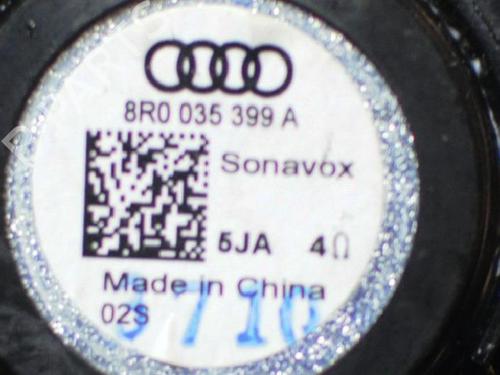 8R0 035 399 A
Sonavox
5JA 4Ω
Made in China
02S